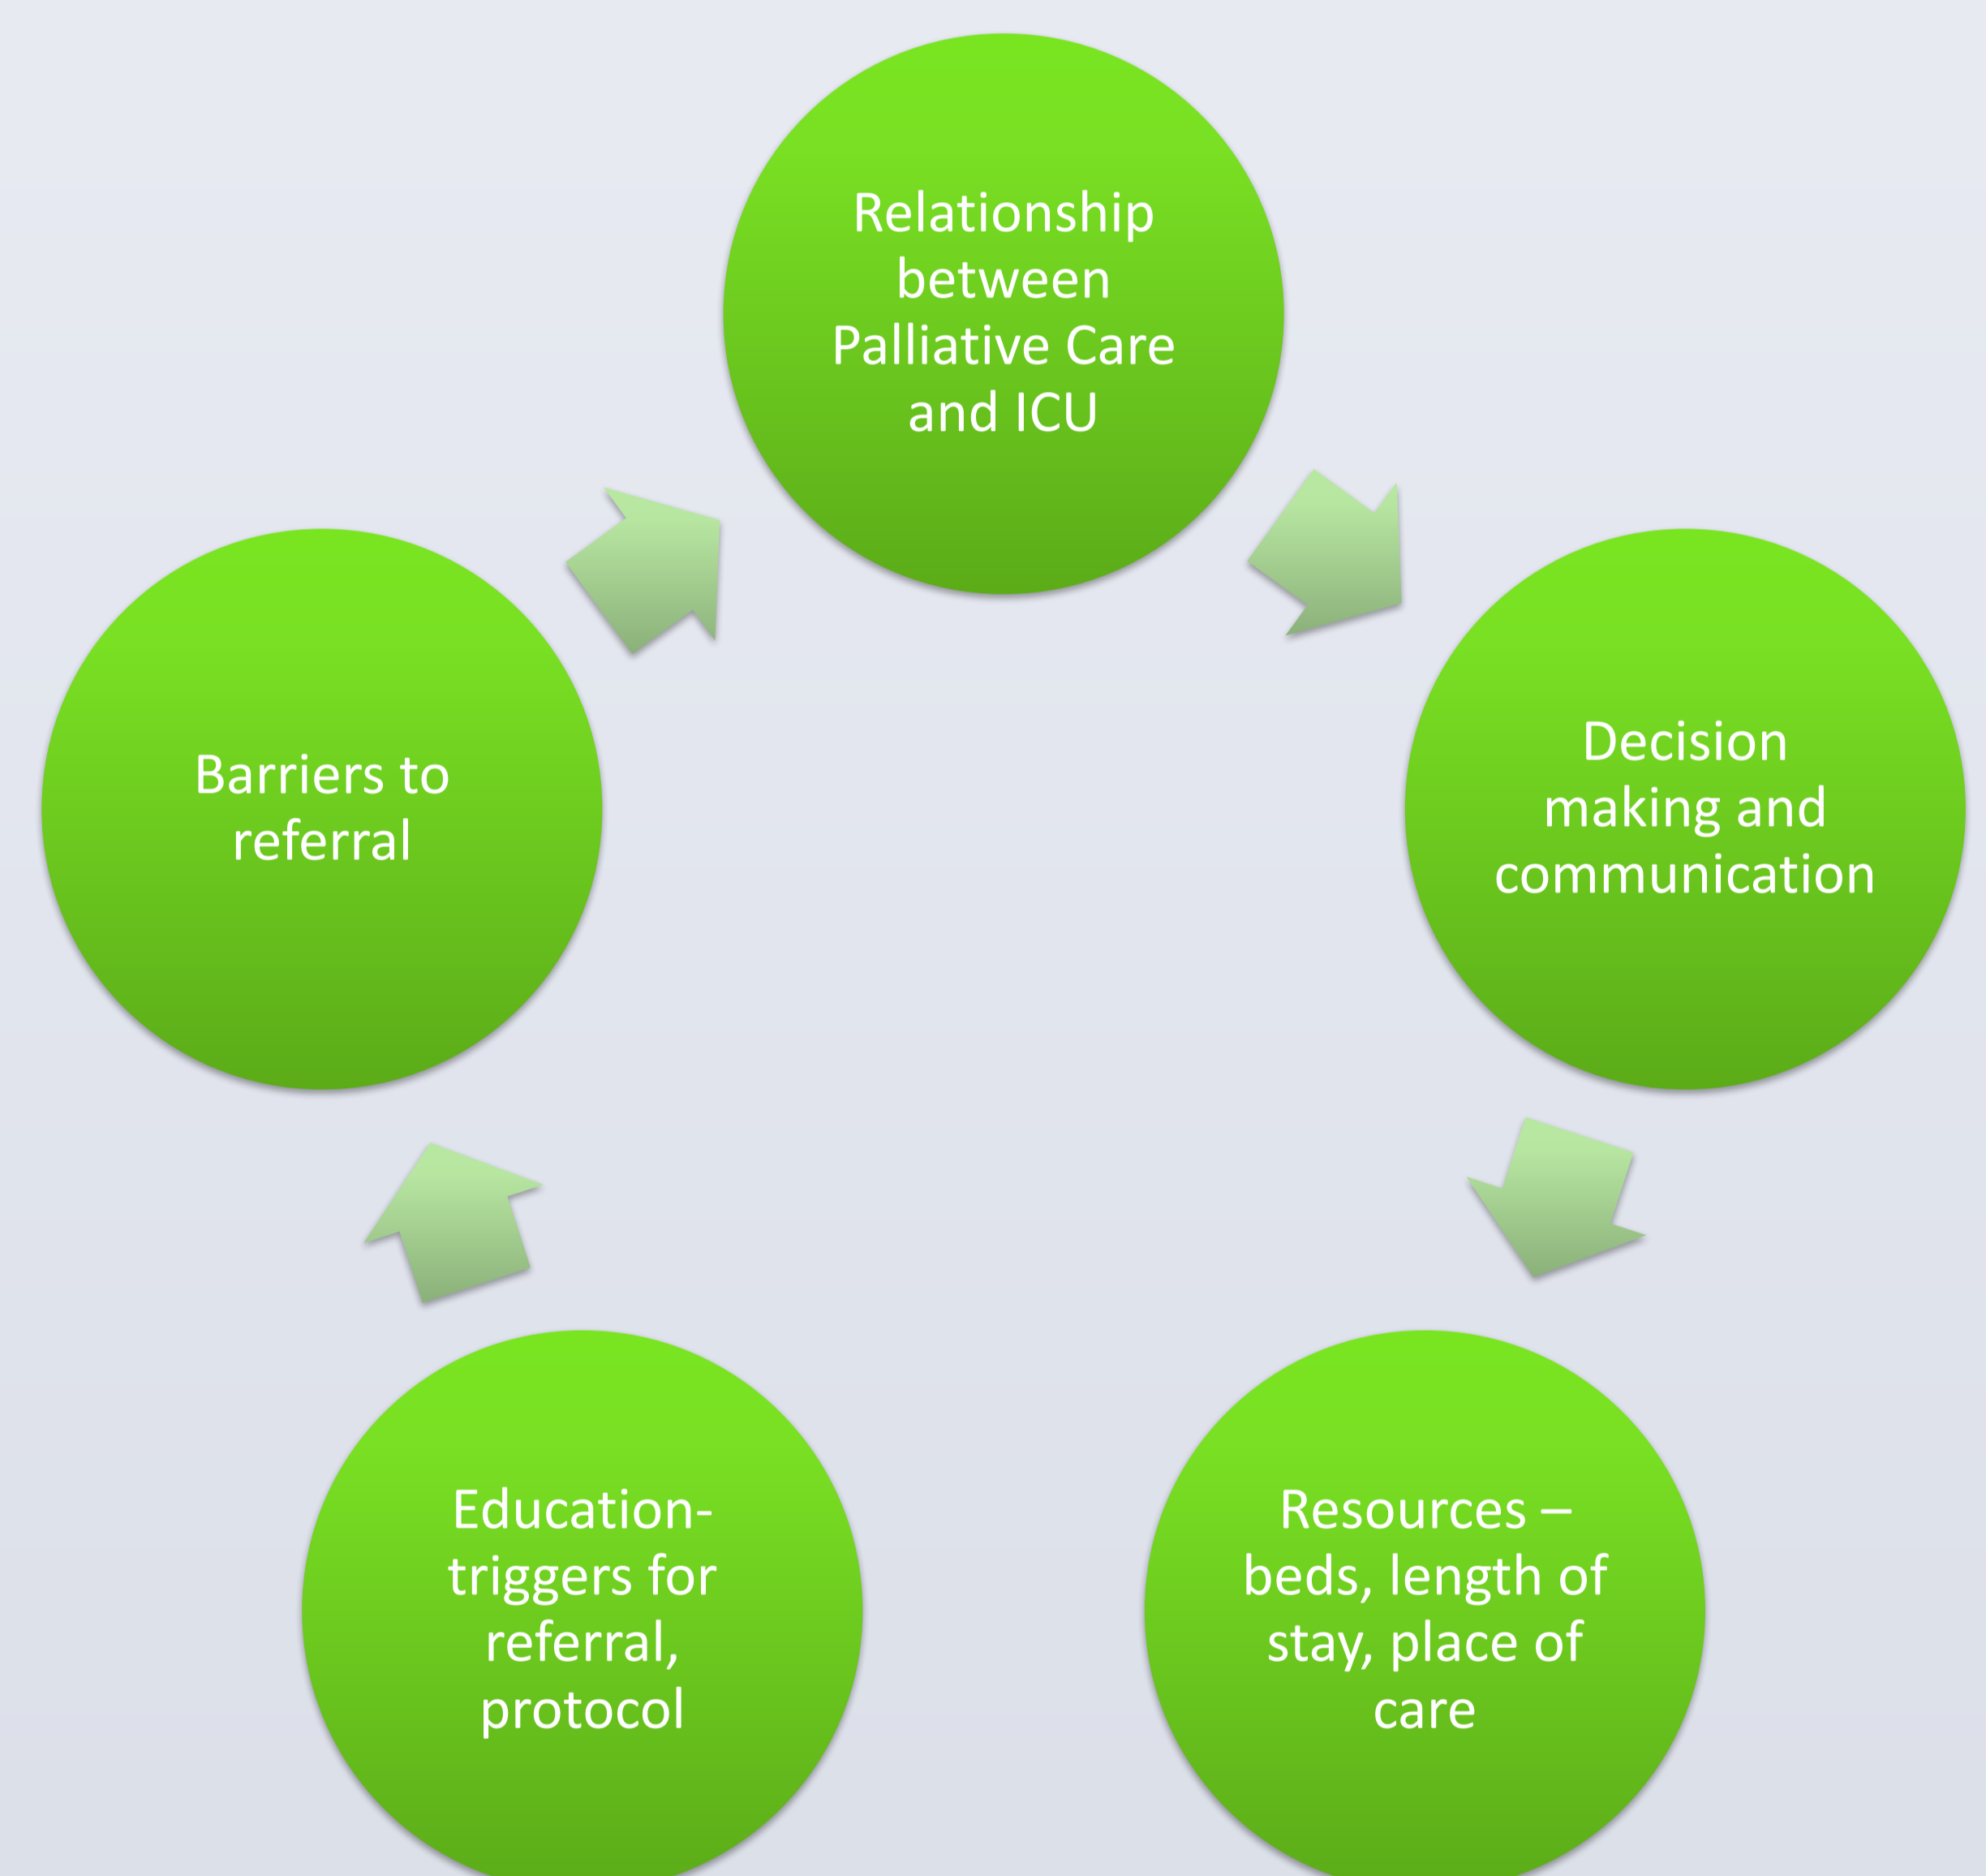 Relationship
between
Palliative Care
and ICU
Decision
making and
communication
Resources –
beds, length of
stay, place of
care
Education-
triggers for
referral,
protocol
Barriers to
referral